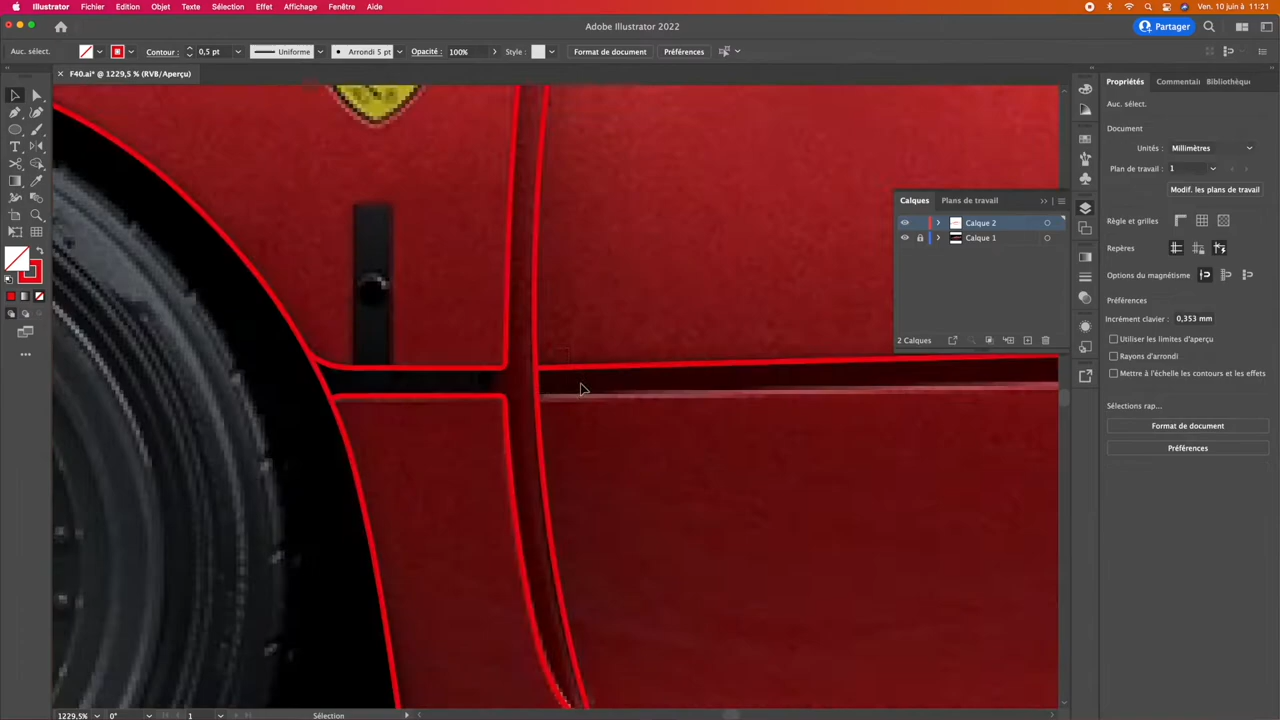 Illustrator Fichier Edition Objet Texte Sélection Effet Affichage Fenêtre Aide
Ven. 10 juin à 11:21
Adobe Illustrator 2022
Partager
Auc. sélect.
Contour : 0,5 pt
Uniforme
Arrondi 5 pt
Opacité : 100%
Style :
Format de document
Préférences
F40.ai* @ 1229,5 % (RVB/Aperçu)
Propriétés
Commentai
Bibliothèqu
Auc. sélect.
Document
Unités : Millimètres
Plan de travail : 1
Modif. les plans de travail
Règle et grilles
Repères
Options du magnétisme
Préférences
Incrément clavier : 0,353 mm
Utiliser les limites d'aperçu
Rayons d'arrondi
Mettre à l'échelle les contours et les effets
Sélections rap...
Format de document
Préférences
Calques
Plans de travail
Calque 2
Calque 1
2 Calques
1229,5%
0°
1
Sélection